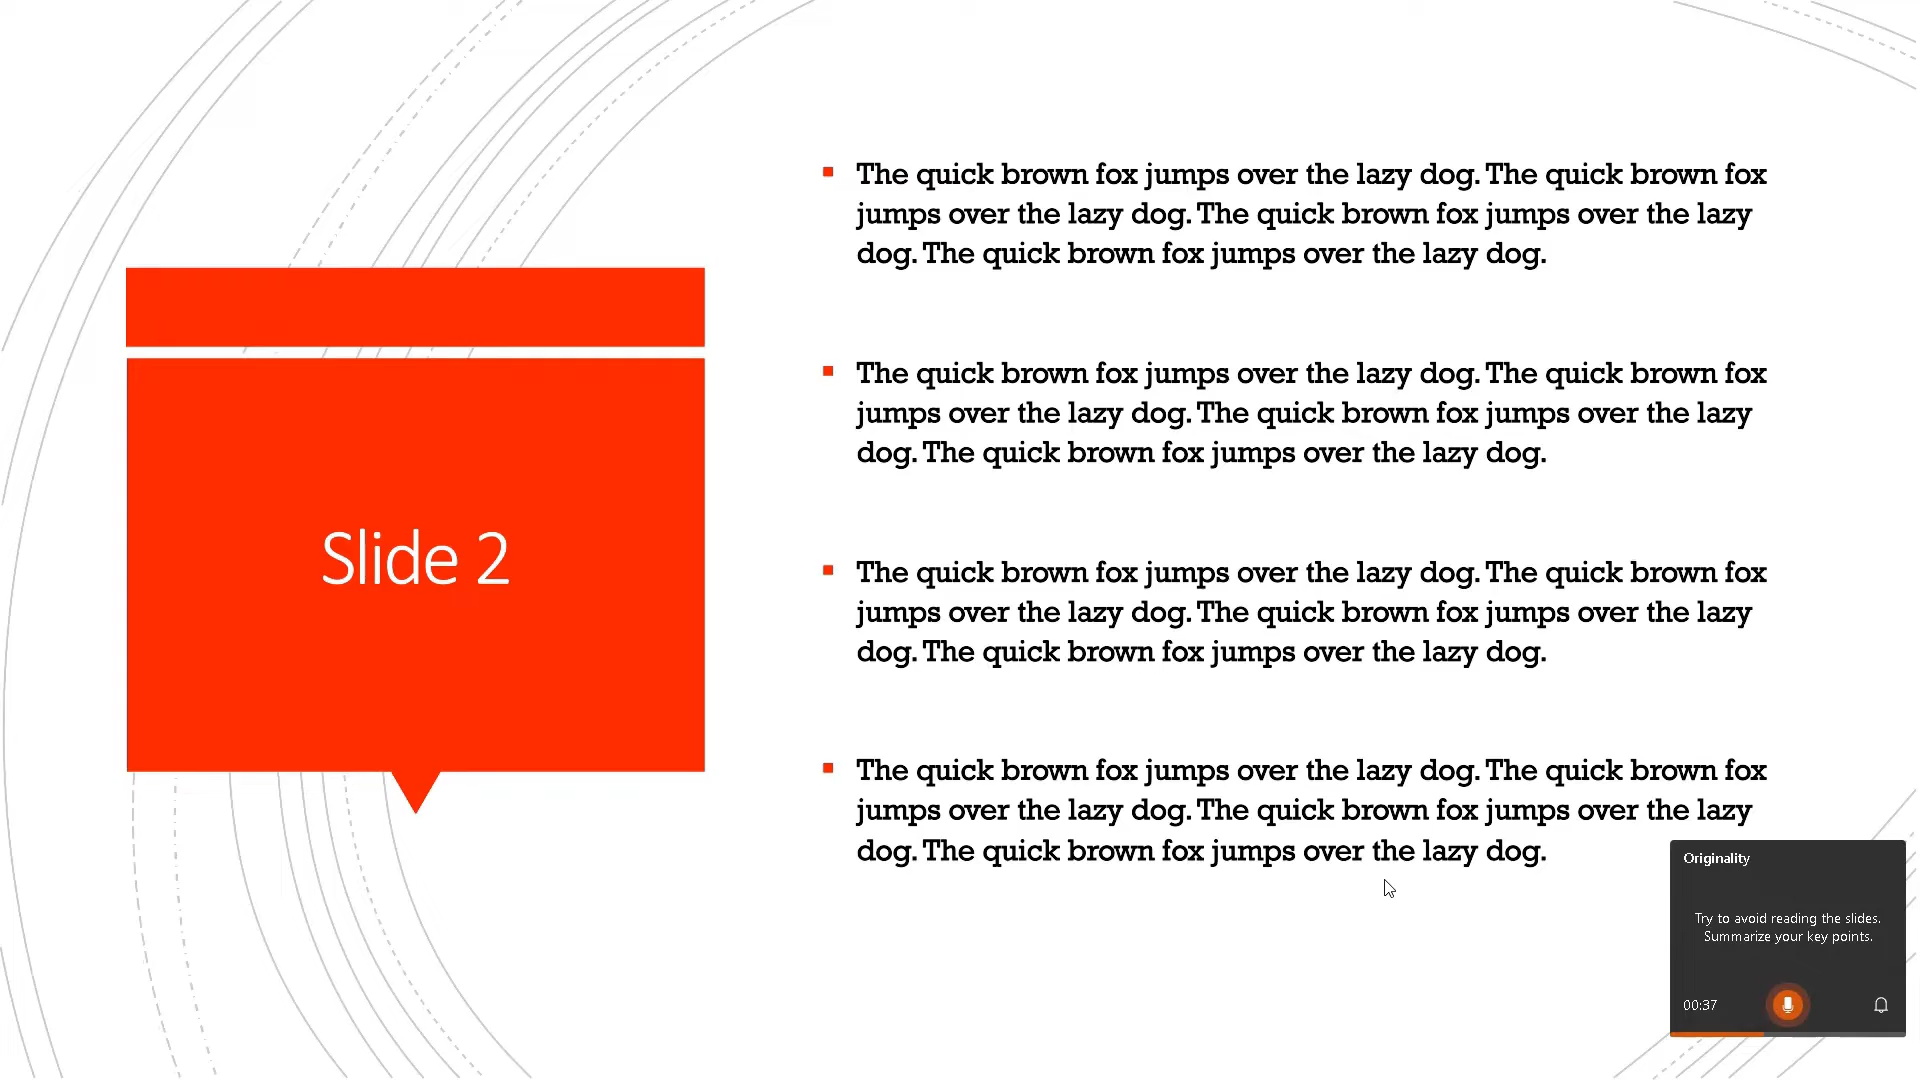 Slide 2
The quick brown fox jumps over the lazy dog. The quick brown fox
jumps over the lazy dog. The quick brown fox jumps over the lazy
dog. The quick brown fox jumps over the lazy dog.
The quick brown fox jumps over the lazy dog. The quick brown fox
jumps over the lazy dog. The quick brown fox jumps over the lazy
dog. The quick brown fox jumps over the lazy dog.
The quick brown fox jumps over the lazy dog. The quick brown fox
jumps over the lazy dog. The quick brown fox jumps over the lazy
dog. The quick brown fox jumps over the lazy dog.
The quick brown fox jumps over the lazy dog. The quick brown fox
jumps over the lazy dog. The quick brown fox jumps over the lazy
dog. The quick brown fox jumps over the lazy dog.
Originality
Try to avoid reading the slides.
Summarize your key points.
00:37